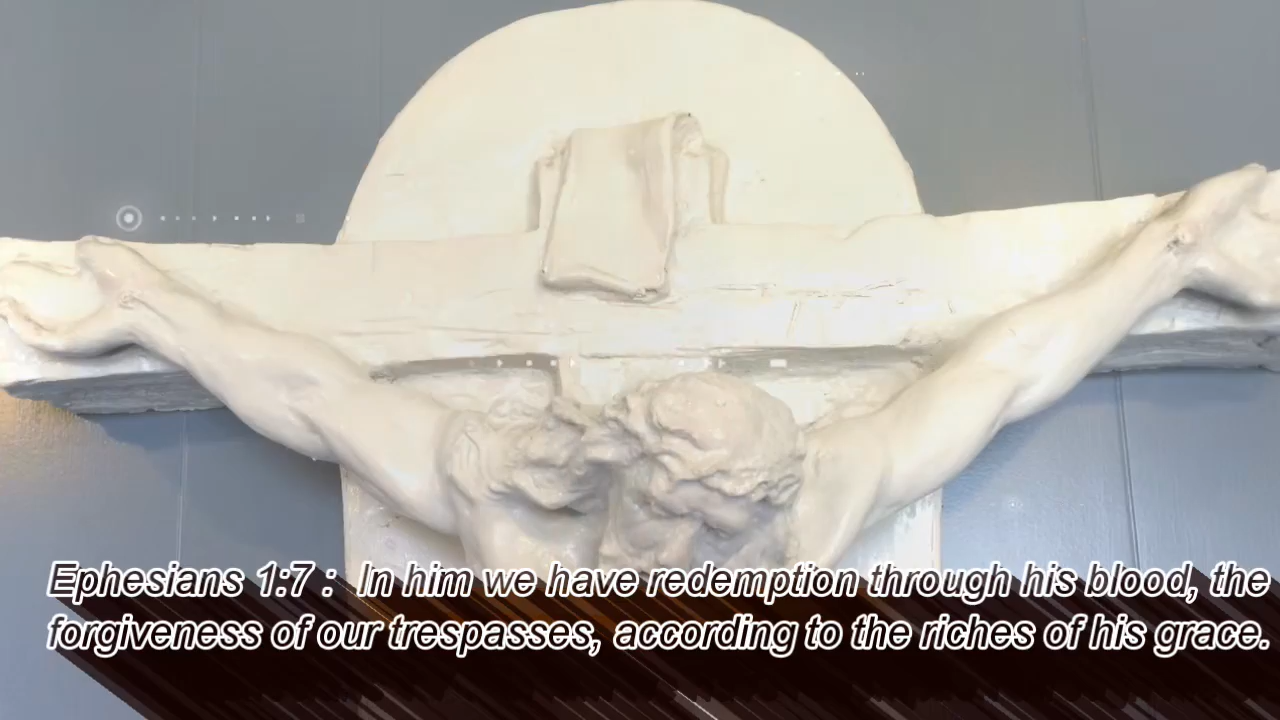 Ephesians 1:7 :  In him we have redemption through his blood, the
forgiveness of our trespasses, according to the riches of his grace.